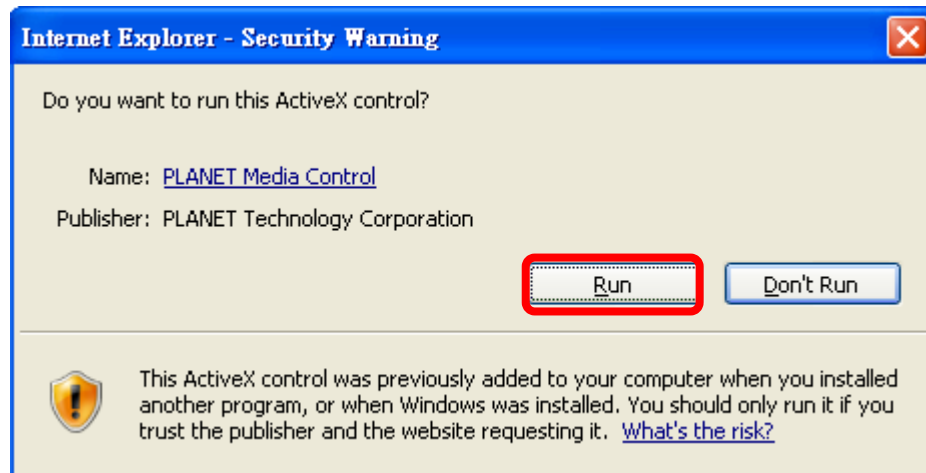 Internet Explorer - Security Warning
Do you want to run this ActiveX control?
Name: PLANET Media Control
Publisher: PLANET Technology Corporation
Run Don't Run
This ActiveX control was previously added to your computer when you installed
another program, or when Windows was installed. You should only run it if you
trust the publisher and the website requesting it. What's the risk?